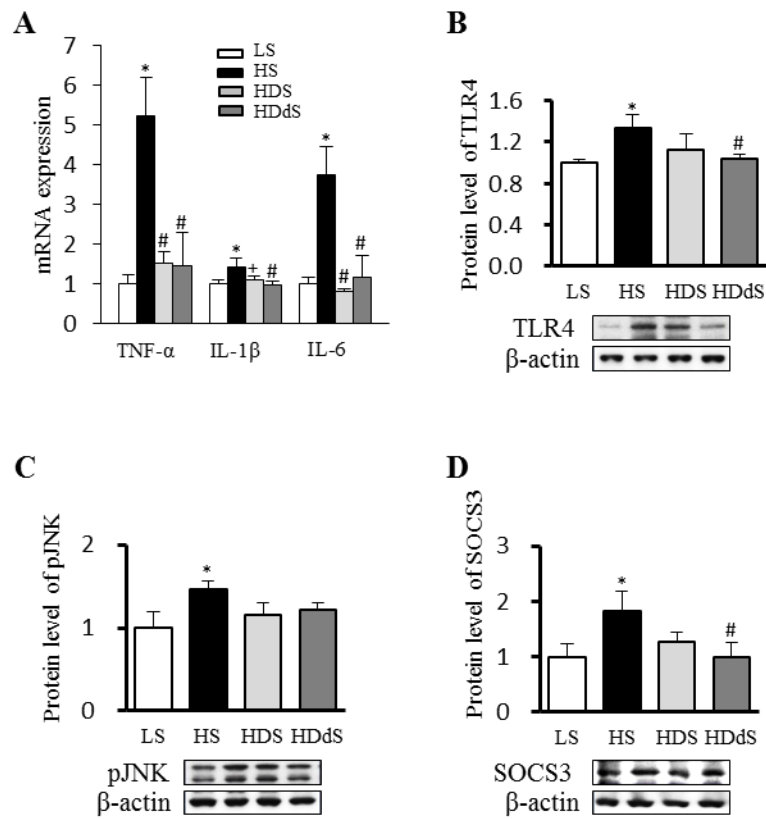 A
LS
HS
HDS
HDdS
mRNA expression
7
6
5
4
3
2
1
0
*
#
#
*
+
#
*
#
#
TNF-α IL-1β IL-6
B
Protein level of TLR4
1.6
1.2
0.8
0.4
0.0
*
#
LS HS HDS HDdS
TLR4
β-actin
C
Protein level of pJNK
2
1
0
*
LS HS HDS HDdS
pJNK
β-actin
D
Protein level of SOCS3
3
2
1
0
*
#
LS HS HDS HDdS
SOCS3
β-actin